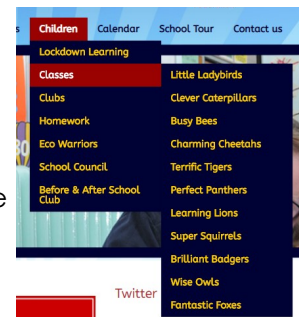 s Children Calendar School Tour Contact us
Lockdown Learning
Classes
Clubs
Homework
Eco Warriors
School Council
Before & After School
Club
Little Ladybirds
Clever Caterpillars
Busy Bees
Charming Cheetahs
Terrific Tigers
Perfect Panthers
Learning Lions
Super Squirrels
Brilliant Badgers
Wise Owls
Fantastic Foxes
e
Twitter